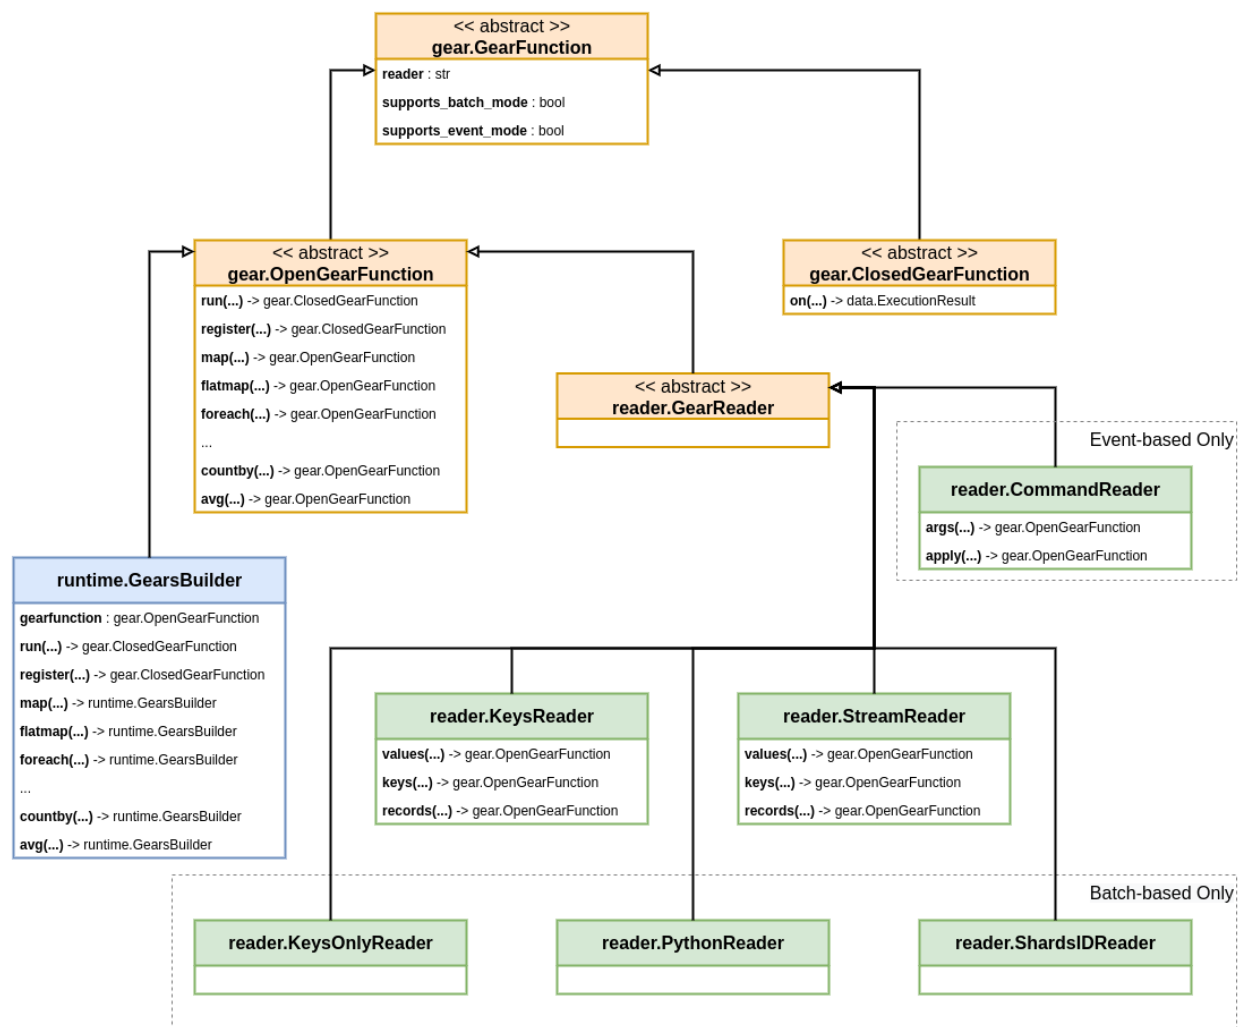 << abstract >>
gear.GearFunction
reader : str
supports_batch_mode : bool
supports_event_mode : bool
<< abstract >>
gear.OpenGearFunction
run(...) -> gear.ClosedGearFunction
register(...) -> gear.ClosedGearFunction
map(...) -> gear.OpenGearFunction
flatmap(...) -> gear.OpenGearFunction
foreach(...) -> gear.OpenGearFunction
...
countby(...) -> gear.OpenGearFunction
avg(...) -> gear.OpenGearFunction
<< abstract >>
gear.ClosedGearFunction
on(...) -> data.ExecutionResult
<< abstract >>
reader.GearReader
Event-based Only
reader.CommandReader
args(...) -> gear.OpenGearFunction
apply(...) -> gear.OpenGearFunction
runtime.GearsBuilder
gearfunction : gear.OpenGearFunction
run(...) -> gear.ClosedGearFunction
register(...) -> gear.ClosedGearFunction
map(...) -> runtime.GearsBuilder
flatmap(...) -> runtime.GearsBuilder
foreach(...) -> runtime.GearsBuilder
...
countby(...) -> runtime.GearsBuilder
avg(...) -> runtime.GearsBuilder
reader.KeysReader
values(...) -> gear.OpenGearFunction
keys(...) -> gear.OpenGearFunction
records(...) -> gear.OpenGearFunction
reader.StreamReader
values(...) -> gear.OpenGearFunction
keys(...) -> gear.OpenGearFunction
records(...) -> gear.OpenGearFunction
Batch-based Only
reader.KeysOnlyReader
reader.PythonReader
reader.ShardsIDReader